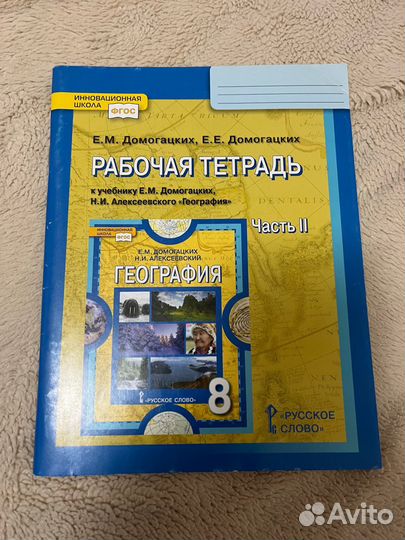 ИННОВАЦИОННАЯ
ШКОЛА
ФГОС
Е.М. Домогацких, Е.Е. Домогацких
РАБОЧАЯ ТЕТРАДЬ
к учебнику Е.М. Домогацких,
Н.И. Алексеевского «География»
Часть II
ИННОВАЦИОННАЯ
ШКОЛА
ФГОС
Е.М. ДОМОГАЦКИХ
Н.И. АЛЕКСЕЕВСКИЙ
ГЕОГРАФИЯ
«РУССКОЕ СЛОВО»
8
«РУССКОЕ
СЛОВО»
Avito